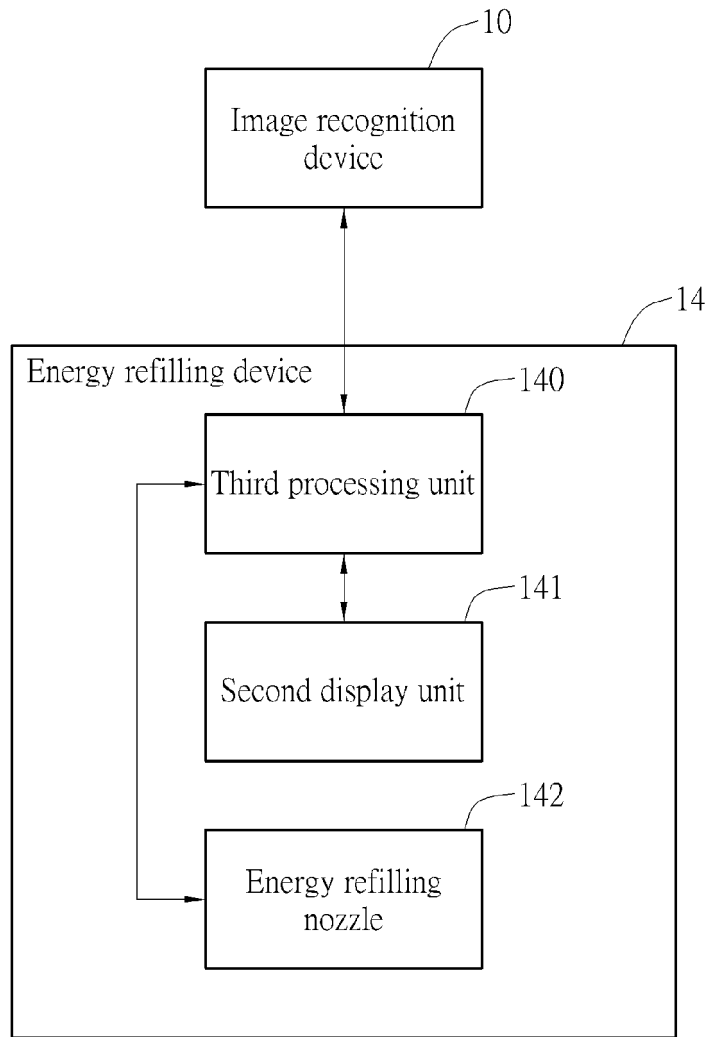 10
Image recognition
device
14
Energy refilling device
140
Third processing unit
141
Second display unit
142
Energy refilling
nozzle